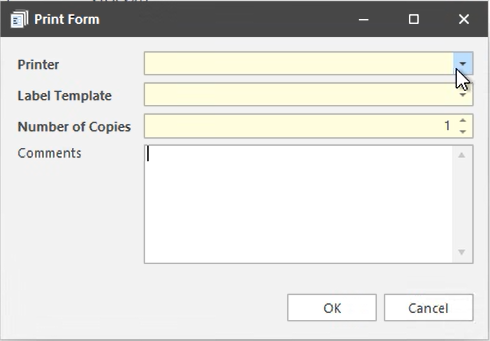 Print Form
Printer
Label Template
Number of Copies 1
Comments
OK Cancel